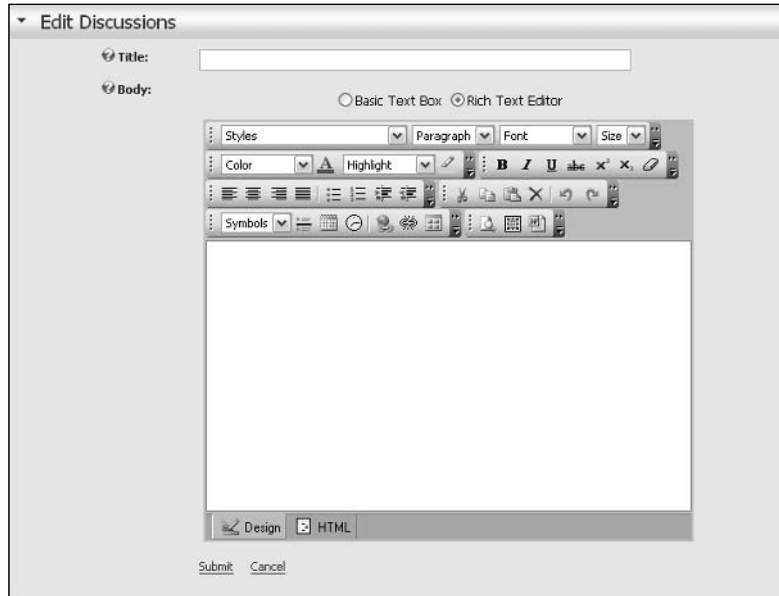 Edit Discussions
Title:
Body:
Basic Text Box Rich Text Editor
Styles Paragraph Font Size
Color A Highlight B I U abc x² x₂
Symbols
Design HTML
Submit Cancel